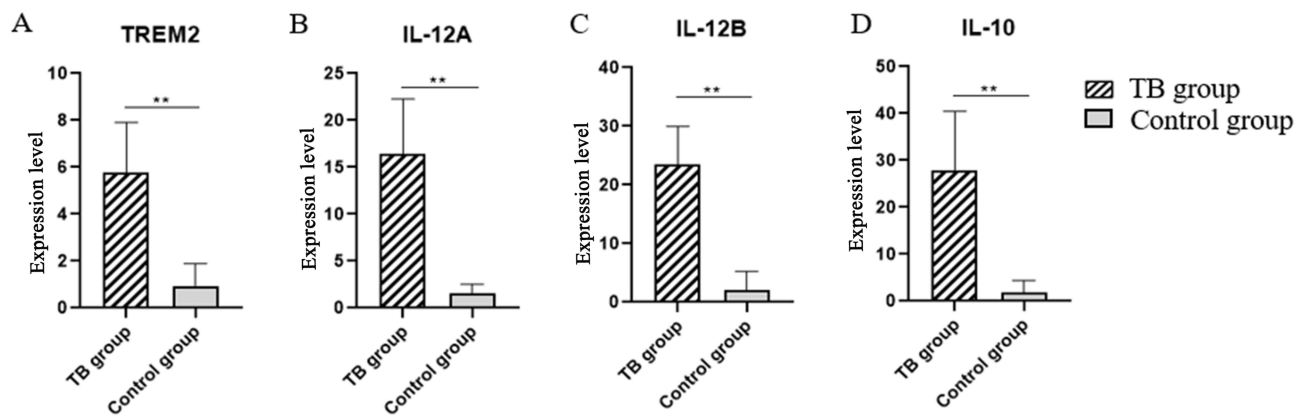 A
TREM2
Expression level
10
8
6
4
2
0
**
TB group
Control group
B
IL-12A
Expression level
25
20
15
10
5
0
**
TB group
Control group
C
IL-12B
Expression level
40
30
20
10
0
**
TB group
Control group
D
IL-10
Expression level
50
40
30
20
10
0
**
TB group
Control group
TB group
Control group